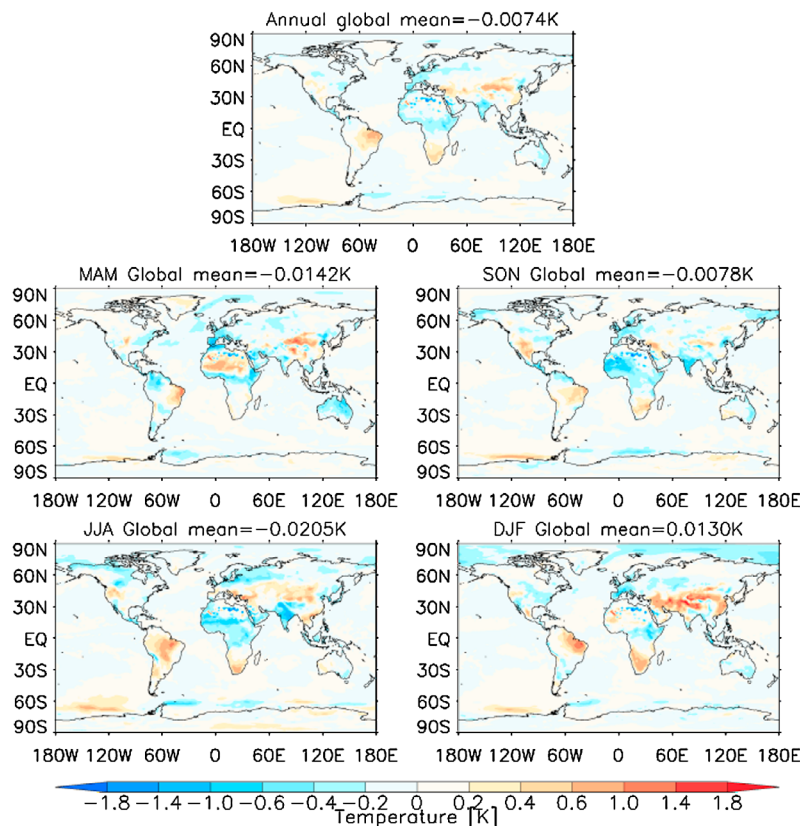 Annual global mean=−0.0074K
90N
60N
30N
EQ
30S
60S
90S
180W 120W 60W 0 60E 120E 180E
MAM Global mean=−0.0142K
90N
60N
30N
EQ
30S
60S
90S
180W 120W 60W 0 60E 120E 180E
SON Global mean=−0.0078K
90N
60N
30N
EQ
30S
60S
90S
180W 120W 60W 0 60E 120E 180E
JJA Global mean=−0.0205K
90N
60N
30N
EQ
30S
60S
90S
180W 120W 60W 0 60E 120E 180E
DJF Global mean=0.0130K
90N
60N
30N
EQ
30S
60S
90S
180W 120W 60W 0 60E 120E 180E
−1.8 −1.4 −1.0 −0.6 −0.4 −0.2 0 0.2 0.4 0.6 1.0 1.4 1.8
Temperature [K]